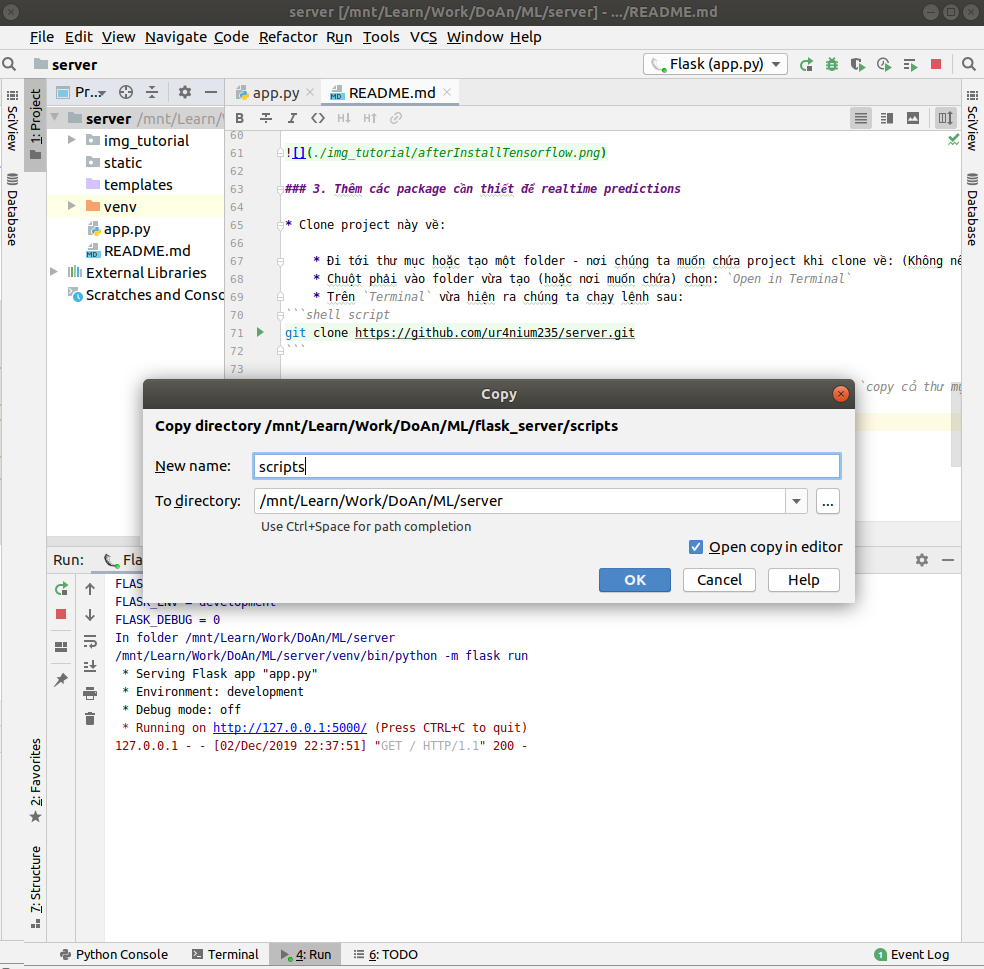 server [/mnt/Learn/Work/DoAn/ML/server] - .../README.md
File Edit View Navigate Code Refactor Run Tools VCS Window Help
server
Flask (app.py)
SciView
Database
1: Project
Pr...
server /mnt/Learn/
img_tutorial
static
templates
venv
app.py
README.md
External Libraries
Scratches and Conso
app.py
README.md
B I <> H↓ H↑
60
61 ![](./img_tutorial/afterInstallTensorflow.png)
62
63 ### 3. Thêm các package cần thiết để realtime predictions
64
65 * Clone project này về:
66
67 * Đi tới thư mục hoặc tạo một folder - nơi chúng ta muốn chứa project khi clone về: (Không nê
68 * Chuột phải vào folder vừa tạo (hoặc nơi muốn chứa) chọn: `Open in Terminal`
69 * Trên `Terminal` vừa hiện ra chúng ta chạy lệnh sau:
70 ```shell script
71 git clone https://github.com/ur4nium235/server.git
72 ```
73
`copy cả thư mụ
SciView
Database
Copy
Copy directory /mnt/Learn/Work/DoAn/ML/flask_server/scripts
New name: scripts
To directory: /mnt/Learn/Work/DoAn/ML/server
...
Use Ctrl+Space for path completion
Open copy in editor
OK Cancel Help
Run: Fla
FLAS
FLASK_ENV = development
FLASK_DEBUG = 0
In folder /mnt/Learn/Work/DoAn/ML/server
/mnt/Learn/Work/DoAn/ML/server/venv/bin/python -m flask run
* Serving Flask app "app.py"
* Environment: development
* Debug mode: off
* Running on http://127.0.0.1:5000/ (Press CTRL+C to quit)
127.0.0.1 - - [02/Dec/2019 22:37:51] "GET / HTTP/1.1" 200 -
2: Favorites
7: Structure
Python Console
Terminal
4: Run
6: TODO
1 Event Log